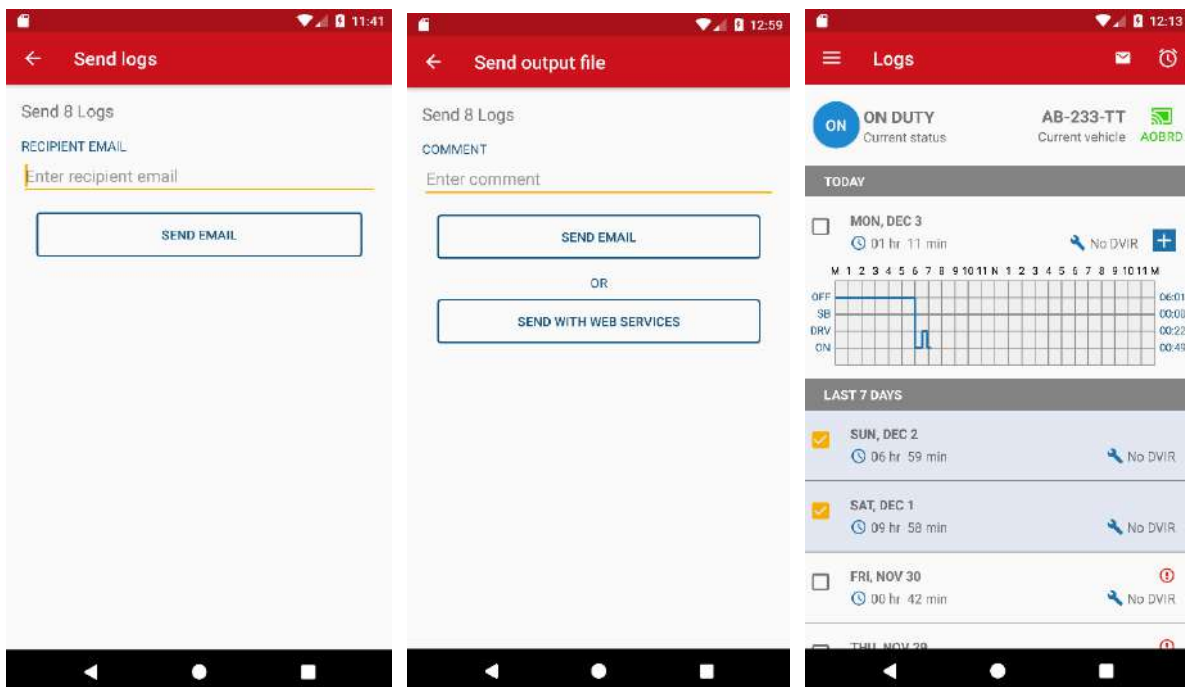 11:41
Send logs
Send 8 Logs
RECIPIENT EMAIL
Enter recipient email
SEND EMAIL
12:59
Send output file
Send 8 Logs
COMMENT
Enter comment
SEND EMAIL
OR
SEND WITH WEB SERVICES
12:13
Logs
ON
ON DUTY
Current status
AB-233-TT
Current vehicle
AOBRD
TODAY
MON, DEC 3
01 hr 11 min
No DVIR
M 1 2 3 4 5 6 7 8 9 10 11 N 1 2 3 4 5 6 7 8 9 10 11 M
OFF 06:01
SB 00:00
DRV 00:22
ON 00:49
LAST 7 DAYS
SUN, DEC 2
06 hr 59 min
No DVIR
SAT, DEC 1
09 hr 58 min
No DVIR
FRI, NOV 30
00 hr 42 min
No DVIR
THU, NOV 29